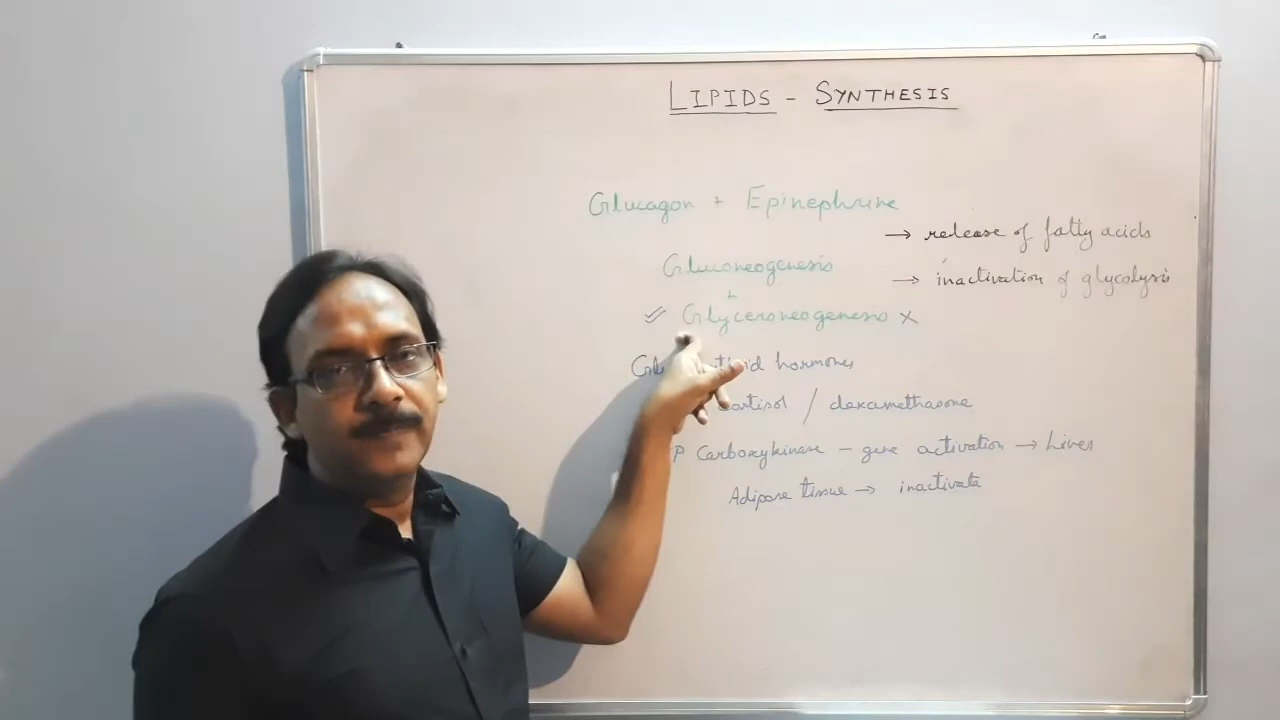 LIPIDS - SYNTHESIS
Glucagon + Epinephrine
→ release of fatty acids
Gluconeogenesis
→ inactivation of glycolysis
+
Glyceroneogenesis x
hormones
cortisol / dexamethasone
P Carboxykinase - gene activation → Liver
Adipose tissue → inactivate